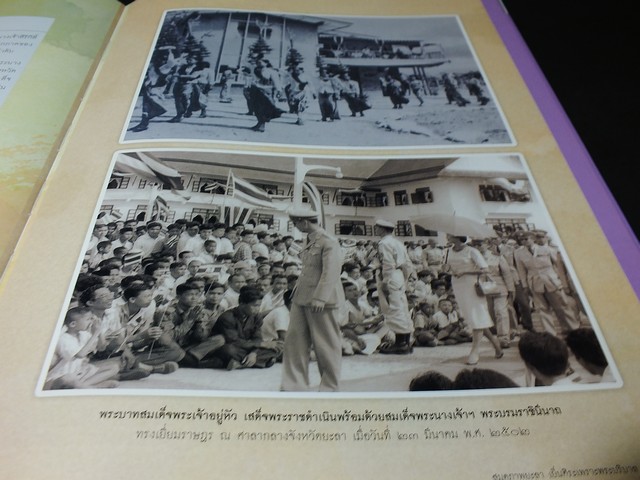 พระบาทสมเด็จพระเจ้าอยู่หัว เสด็จพระราชดำเนินพร้อมด้วยสมเด็จพระนางเจ้าฯ พระบรมราชินีนาถ
ทรงเยี่ยมราษฎร ณ ศาลากลางจังหวัดยะลา เมื่อวันที่ ๒๓ มีนาคม พ.ศ. ๒๕๐๒